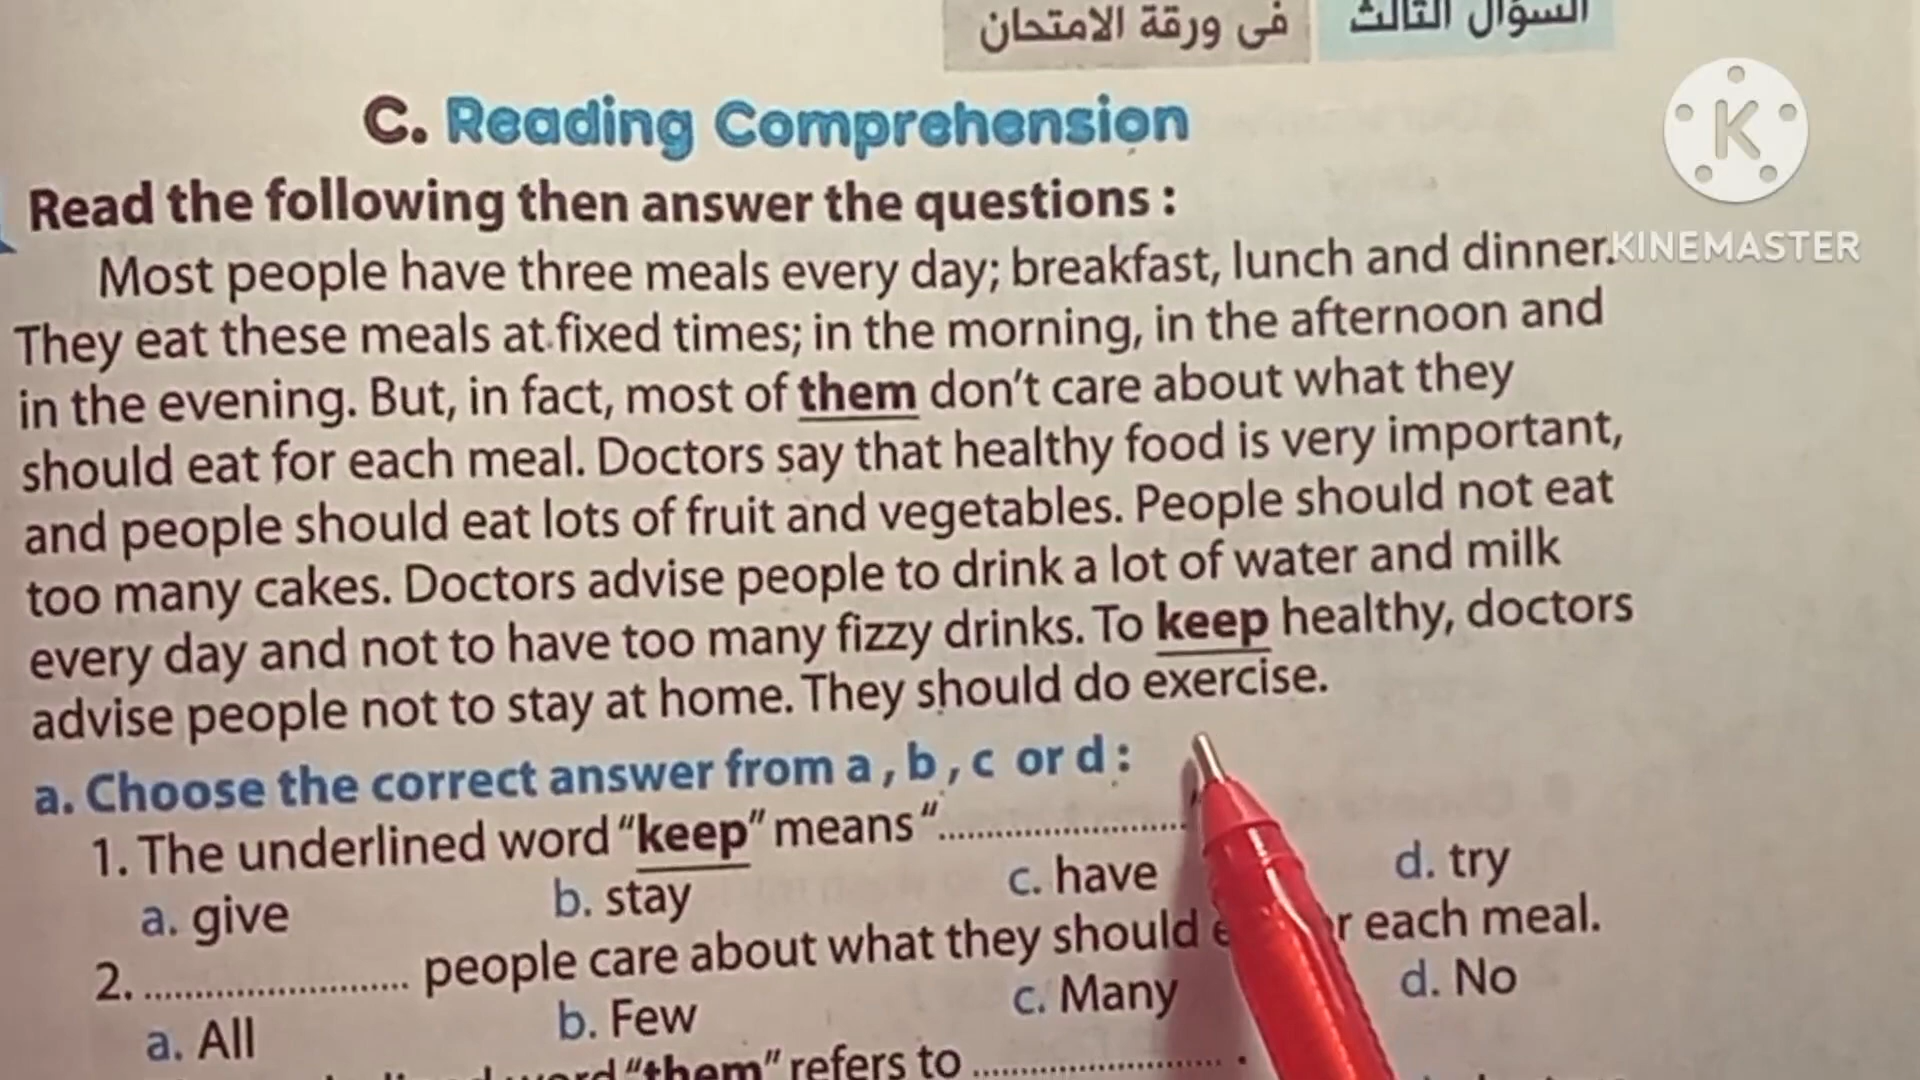 السؤال الثالث
فى ورقة الامتحان
C. Reading Comprehension
K
KINEMASTER
Read the following then answer the questions :
Most people have three meals every day; breakfast, lunch and dinner.
They eat these meals at fixed times; in the morning, in the afternoon and
in the evening. But, in fact, most of them don't care about what they
should eat for each meal. Doctors say that healthy food is very important,
and people should eat lots of fruit and vegetables. People should not eat
too many cakes. Doctors advise people to drink a lot of water and milk
every day and not to have too many fizzy drinks. To keep healthy, doctors
advise people not to stay at home. They should do exercise.
a. Choose the correct answer from a , b , c or d :
1. The underlined word "keep" means "........................
a. give b. stay c. have d. try
2. ........................ people care about what they should each meal.
a. All b. Few c. Many d. No
word "them" refers to ........................ .